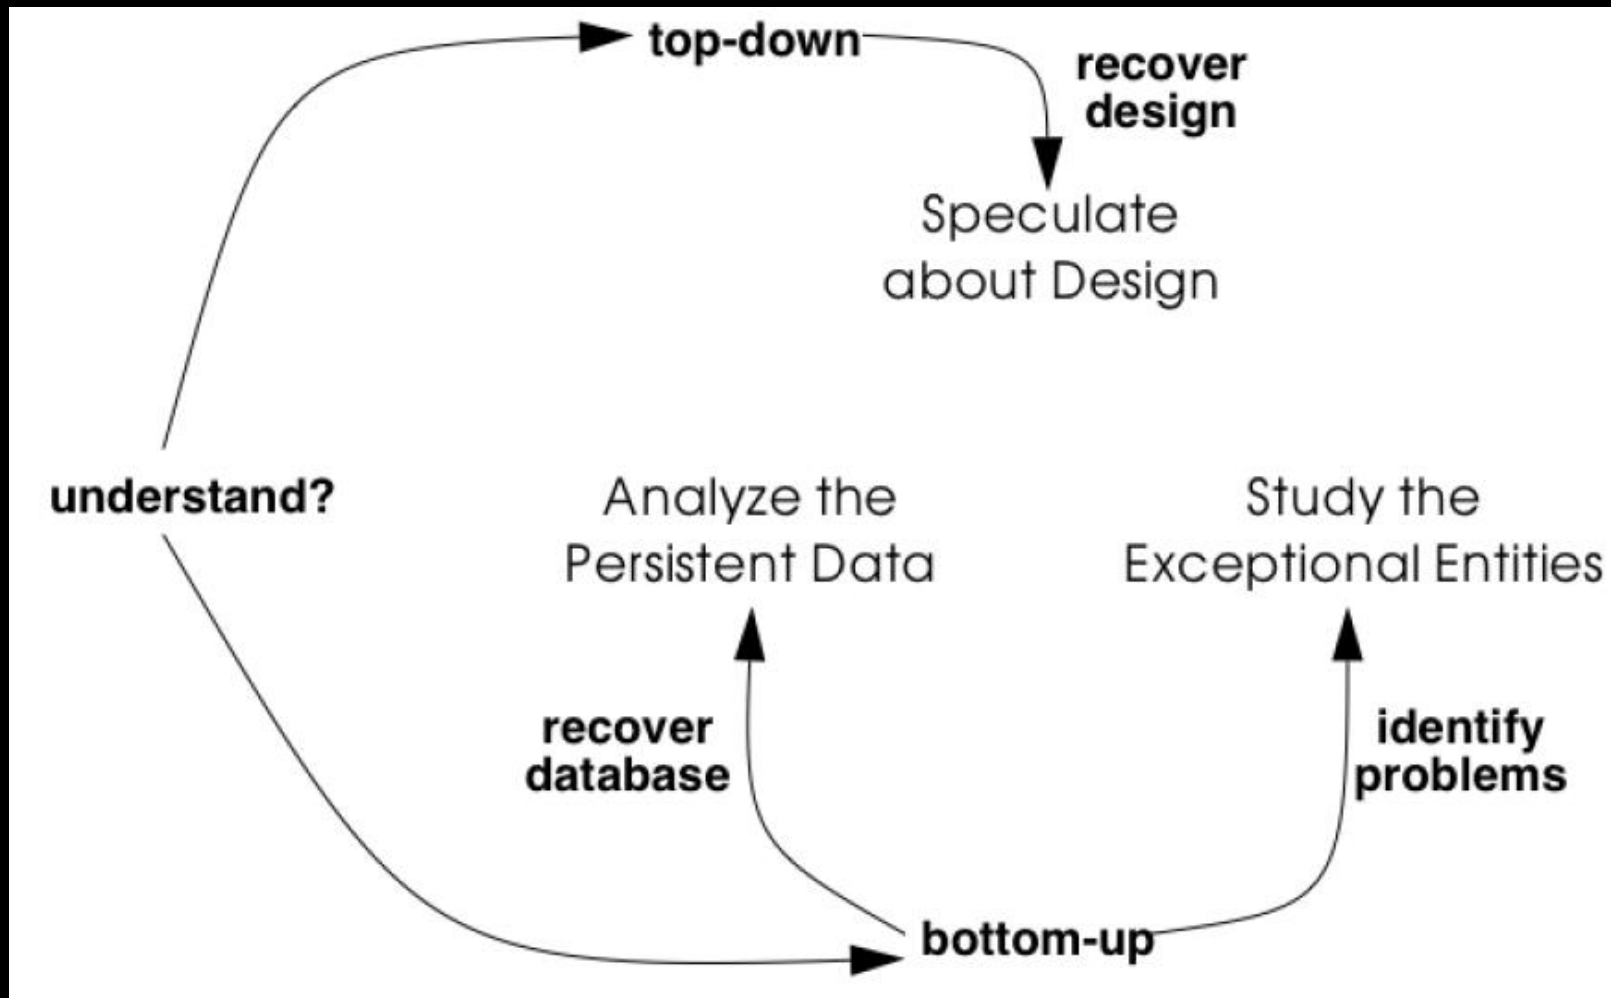 top-down
recover
design
Speculate
about Design
understand?
Analyze the
Persistent Data
Study the
Exceptional Entities
recover
database
identify
problems
bottom-up